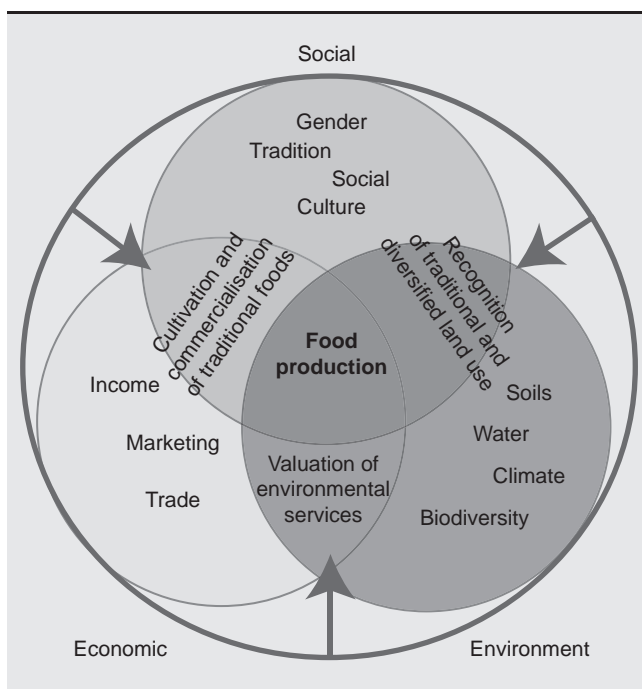 Social
Gender
Tradition
Social
Culture
Cultivation and
commercialisation
of traditional foods
Recognition
of traditional and
diversified land use
Food
production
Income
Marketing
Trade
Soils
Water
Climate
Biodiversity
Valuation of
environmental
services
Economic
Environment